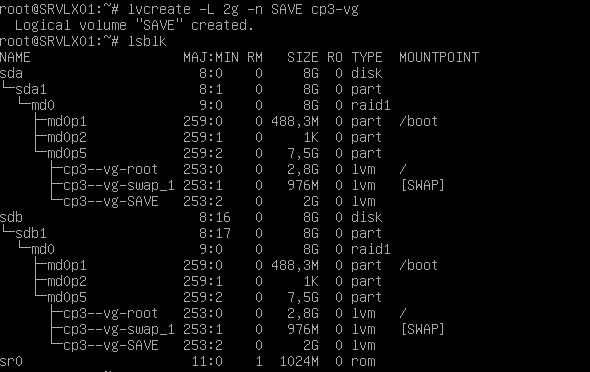 root@SRVLX01:~# lvcreate -L 2g -n SAVE cp3-vg
  Logical volume "SAVE" created.
root@SRVLX01:~# lsblk
NAME                  MAJ:MIN RM   SIZE RO TYPE  MOUNTPOINT
sda                     8:0    0     8G  0 disk
└─sda1                  8:1    0     8G  0 part
  └─md0                 9:0    0     8G  0 raid1
    ├─md0p1           259:0    0 488,3M  0 part  /boot
    ├─md0p2           259:1    0     1K  0 part
    └─md0p5           259:2    0   7,5G  0 part
      ├─cp3--vg-root  253:0    0   2,8G  0 lvm   /
      ├─cp3--vg-swap_1 253:1   0   976M  0 lvm   [SWAP]
      └─cp3--vg-SAVE  253:2    0     2G  0 lvm
sdb                     8:16   0     8G  0 disk
└─sdb1                  8:17   0     8G  0 part
  └─md0                 9:0    0     8G  0 raid1
    ├─md0p1           259:0    0 488,3M  0 part  /boot
    ├─md0p2           259:1    0     1K  0 part
    └─md0p5           259:2    0   7,5G  0 part
      ├─cp3--vg-root  253:0    0   2,8G  0 lvm   /
      ├─cp3--vg-swap_1 253:1   0   976M  0 lvm   [SWAP]
      └─cp3--vg-SAVE  253:2    0     2G  0 lvm
sr0                    11:0    1  1024M  0 rom